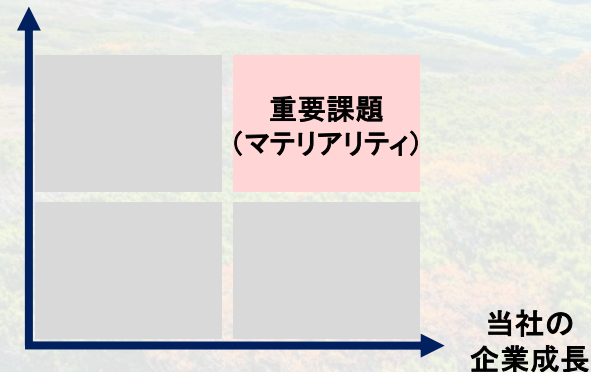 重要課題
（マテリアリティ）
当社の
企業成長